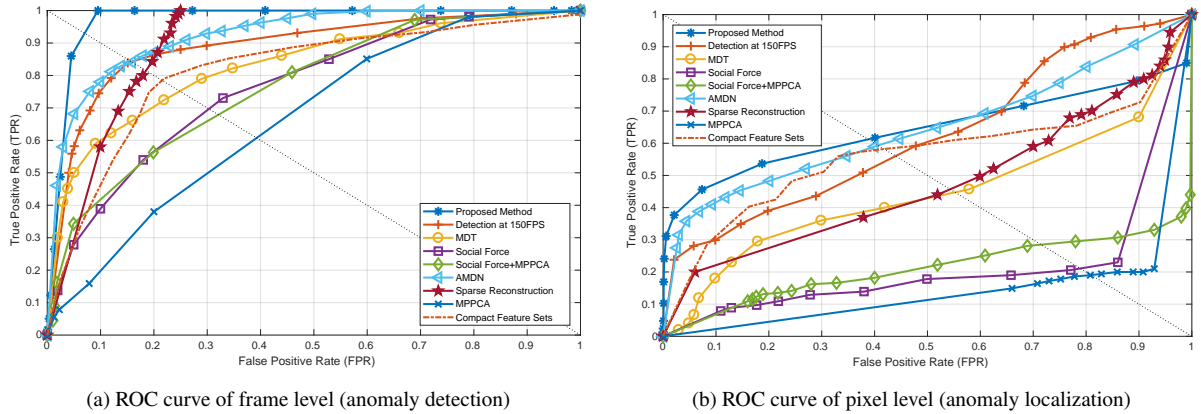 1
0.9
0.8
0.7
0.6
0.5
0.4
0.3
0.2
0.1
0
True Positive Rate (TPR)
0 0.1 0.2 0.3 0.4 0.5 0.6 0.7 0.8 0.9 1
False Positive Rate (FPR)
Proposed Method
Detection at 150FPS
MDT
Social Force
Social Force+MPPCA
AMDN
Sparse Reconstruction
MPPCA
Compact Feature Sets
(a) ROC curve of frame level (anomaly detection)
1
0.9
0.8
0.7
0.6
0.5
0.4
0.3
0.2
0.1
0
True Positive Rate (TPR)
Proposed Method
Detection at 150FPS
MDT
Social Force
Social Force+MPPCA
AMDN
Sparse Reconstruction
MPPCA
Compact Feature Sets
0 0.1 0.2 0.3 0.4 0.5 0.6 0.7 0.8 0.9 1
False Positive Rate (FPR)
(b) ROC curve of pixel level (anomaly localization)